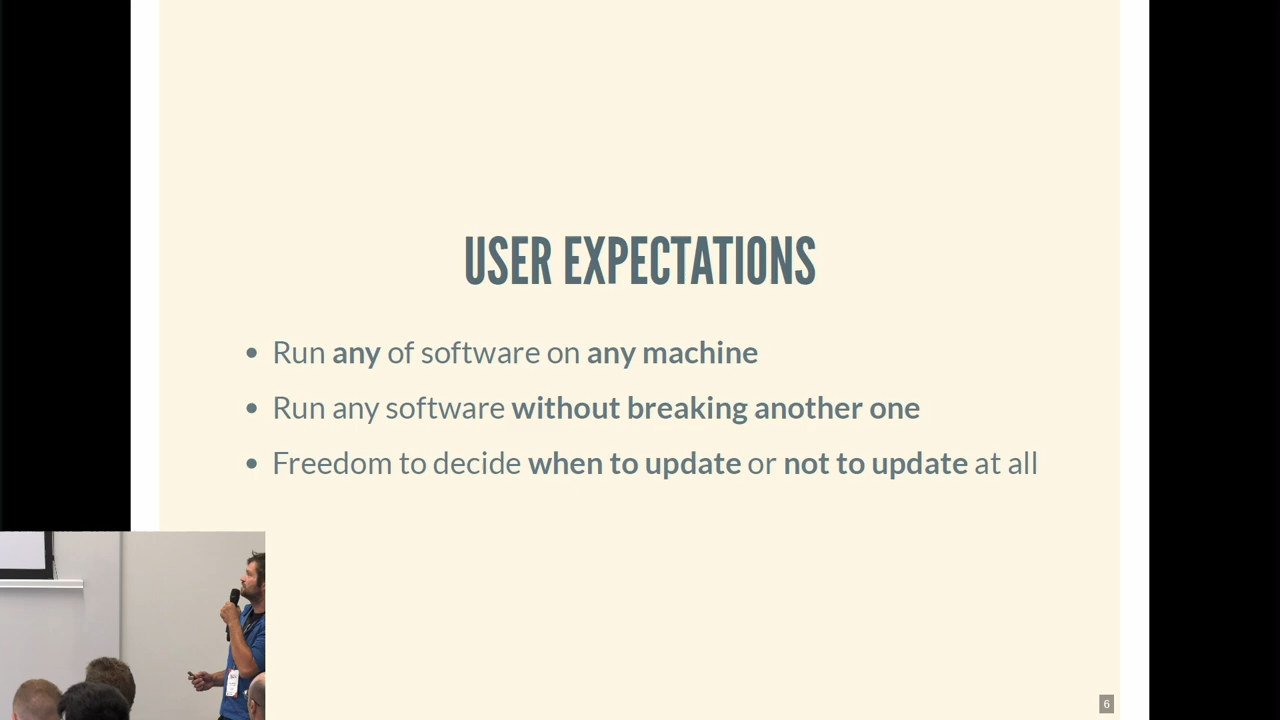 USER EXPECTATIONS
Run any of software on any machine
Run any software without breaking another one
Freedom to decide when to update or not to update at all
6